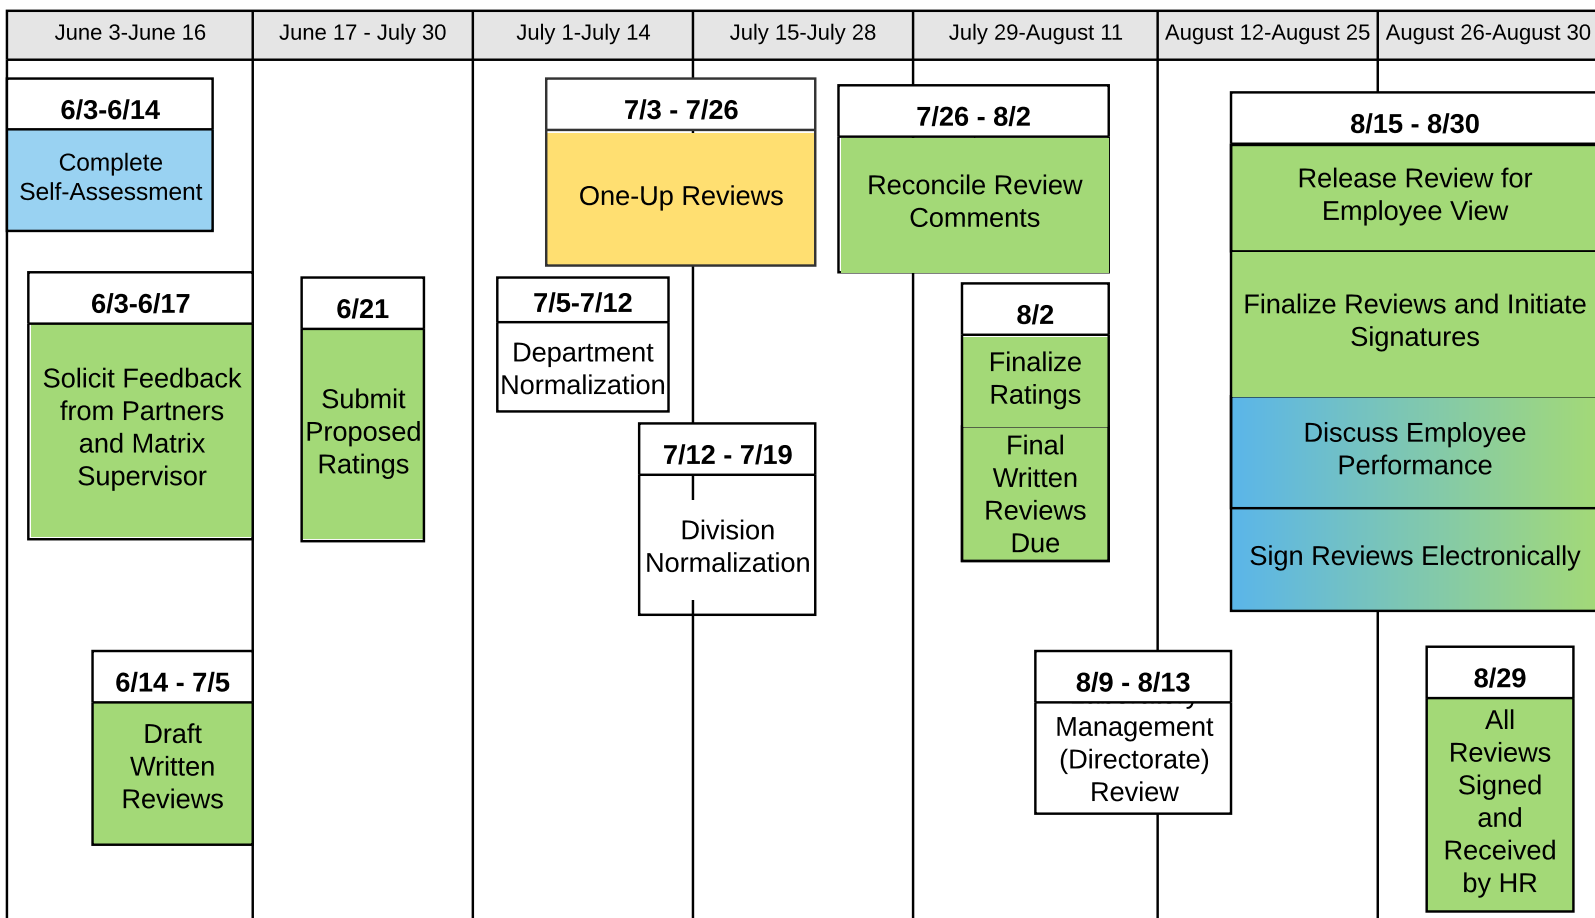 June 3-June 16
June 17 - July 30
July 1-July 14
July 15-July 28
July 29-August 11
August 12-August 25
August 26-August 30
6/3-6/14
Complete
Self-Assessment
6/3-6/17
Solicit Feedback
from Partners
and Matrix
Supervisor
6/14 - 7/5
Draft
Written
Reviews
6/21
Submit
Proposed
Ratings
7/3 - 7/26
One-Up Reviews
7/5-7/12
Department
Normalization
7/12 - 7/19
Division
Normalization
7/26 - 8/2
Reconcile Review
Comments
8/2
Finalize
Ratings
Final
Written
Reviews
Due
8/9 - 8/13
Management
(Directorate)
Review
8/15 - 8/30
Release Review for
Employee View
Finalize Reviews and Initiate
Signatures
Discuss Employee
Performance
Sign Reviews Electronically
8/29
All
Reviews
Signed
and
Received
by HR